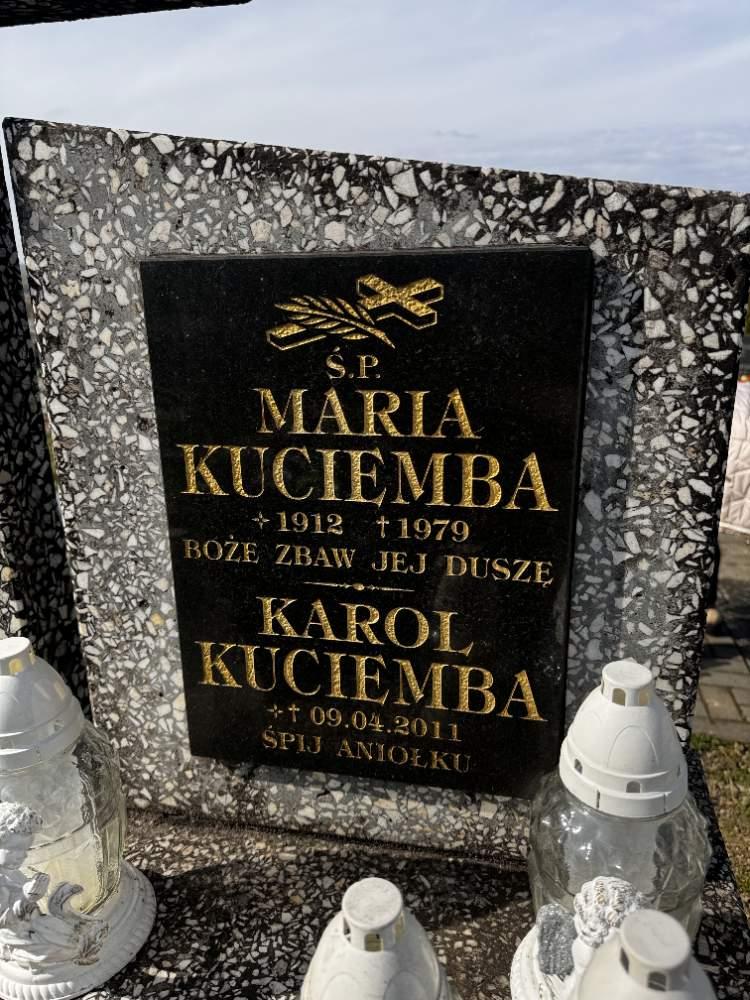 Ś.P.
MARIA
KUCIEMBA
✧1912 †1979
BOŻE ZBAW JEJ DUSZĘ
KAROL
KUCIEMBA
✧† 09.04.2011
ŚPIJ ANIOŁKU